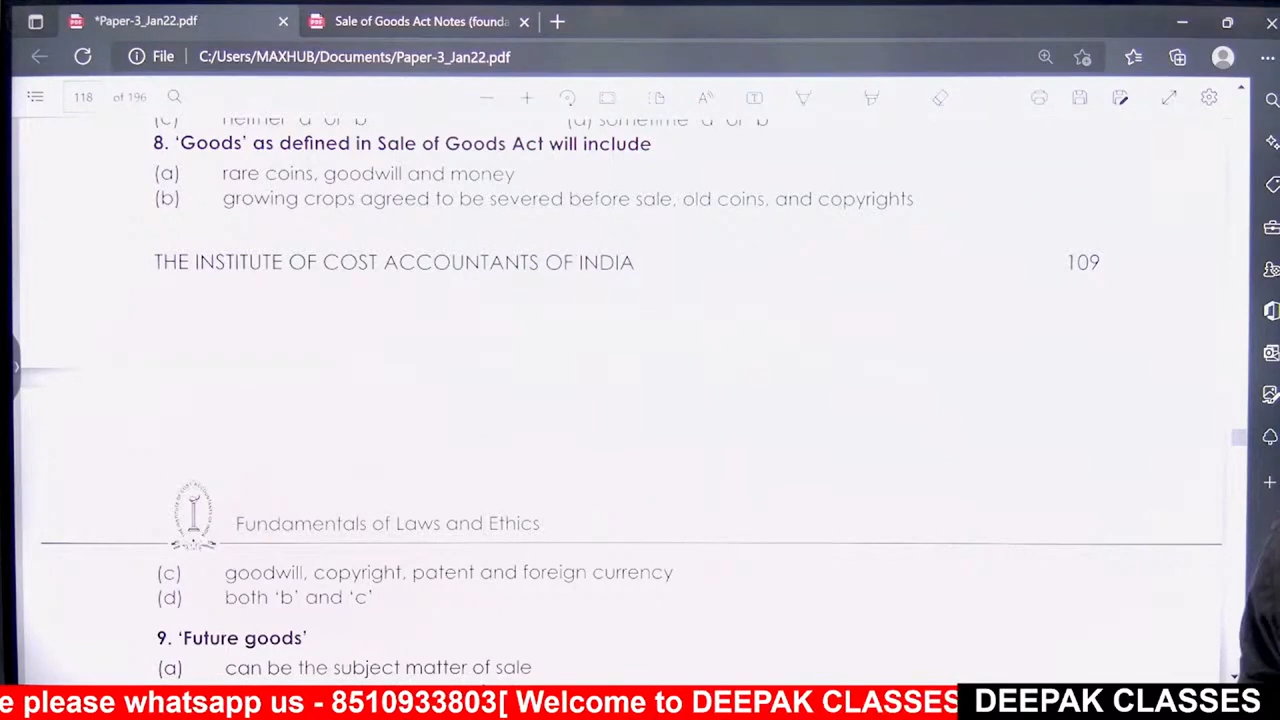 *Paper-3_Jan22.pdf
Sale of Goods Act Notes (founda
File
C:/Users/MAXHUB/Documents/Paper-3_Jan22.pdf
118 of 196
(c) neither 'a' or 'b' (d) sometime 'a' or 'b'
8. 'Goods' as defined in Sale of Goods Act will include
(a) rare coins, goodwill and money
(b) growing crops agreed to be severed before sale, old coins, and copyrights
THE INSTITUTE OF COST ACCOUNTANTS OF INDIA 109
Fundamentals of Laws and Ethics
(c) goodwill, copyright, patent and foreign currency
(d) both 'b' and 'c'
9. 'Future goods'
(a) can be the subject matter of sale
e please whatsapp us - 8510933803[ Welcome to DEEPAK CLASSES
DEEPAK CLASSES